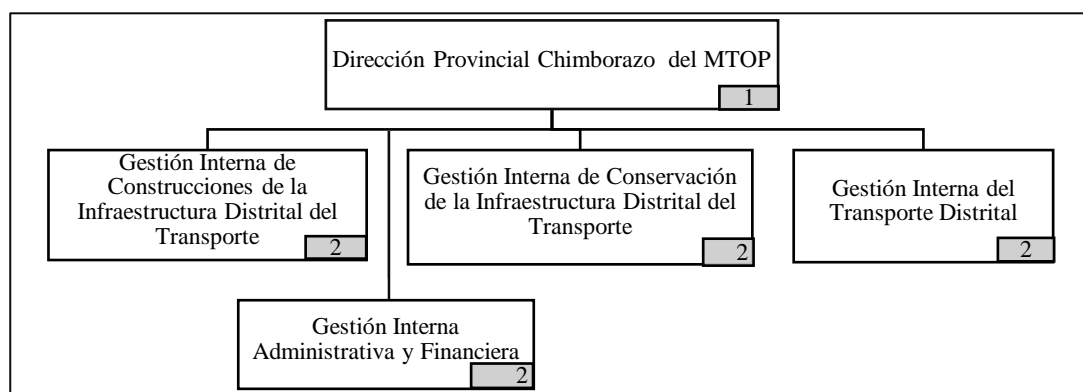 Dirección Provincial Chimborazo del MTOP
1
Gestión Interna de
Construcciones de la
Infraestructura Distrital del
Transporte
2
Gestión Interna de Conservación
de la Infraestructura Distrital del
Transporte
2
Gestión Interna del
Transporte Distrital
2
Gestión Interna
Administrativa y Financiera
2